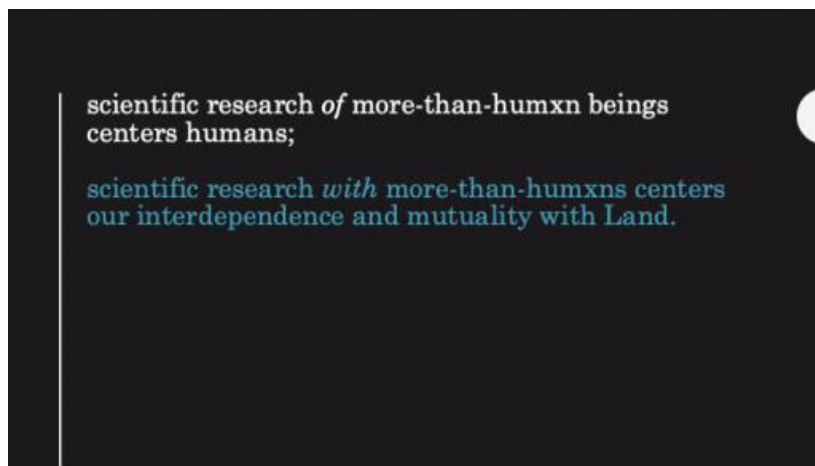 scientific research of more-than-humxn beings
centers humans;
scientific research with more-than-humxns centers
our interdependence and mutuality with Land.